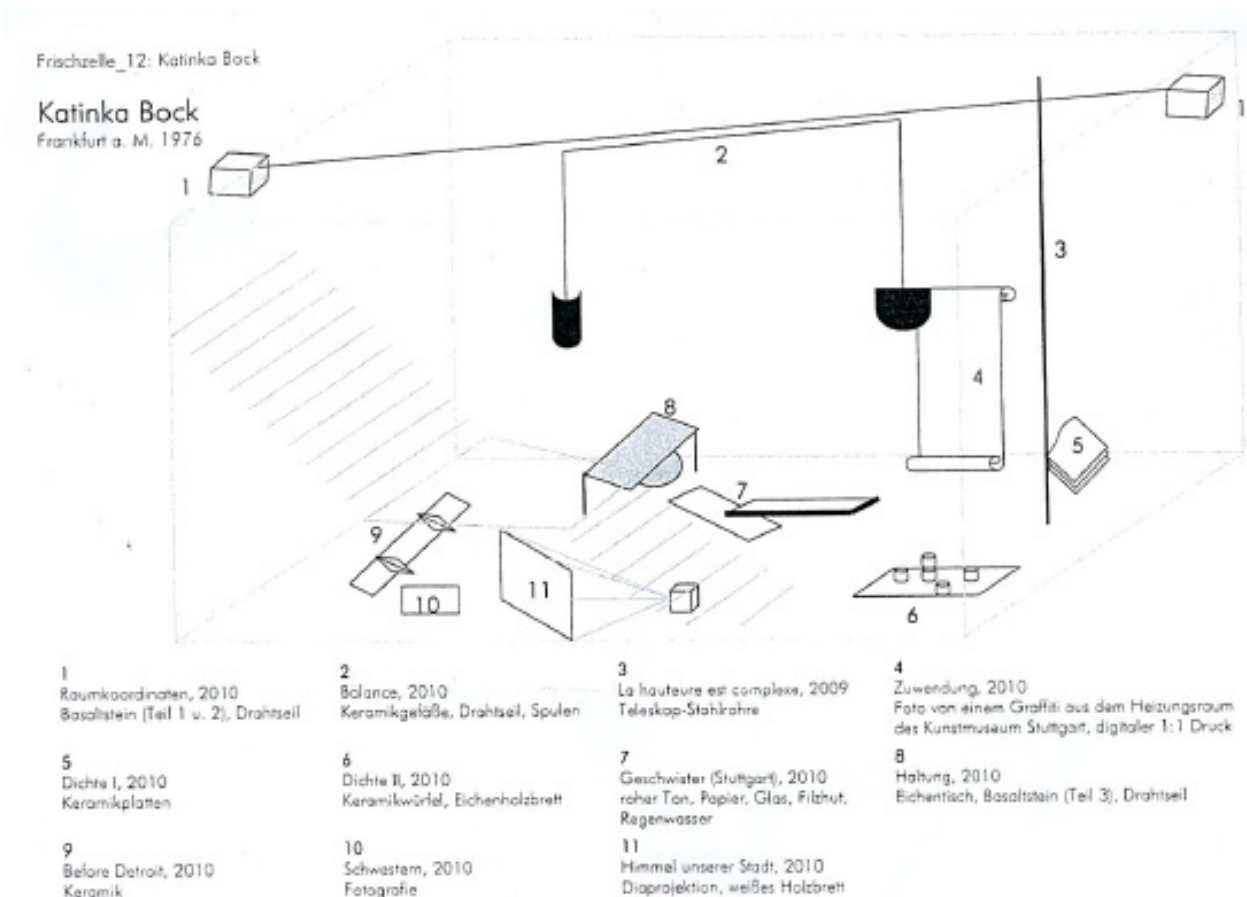 Frischzelle_12: Katinka Bock
Katinka Bock
Frankfurt a. M. 1976
1
1
2
3
4
5
6
7
8
9
10
11
1
Raumkoordinaten, 2010
Basaltstein (Teil 1 u. 2), Drahtseil
2
Balance, 2010
Keramikgefäße, Drahtseil, Spulen
3
La hauteure est complexe, 2009
Teleskop-Stahlrohre
4
Zuwendung, 2010
Foto von einem Graffiti aus dem Heizungsraum
des Kunstmuseum Stuttgart, digitaler 1:1 Druck
5
Dichte I, 2010
Keramikplatten
6
Dichte II, 2010
Keramikwürfel, Eichenholzbrett
7
Geschwister (Stuttgart), 2010
roher Ton, Papier, Glas, Filzhut,
Regenwasser
8
Haltung, 2010
Eichentisch, Basaltstein (Teil 3), Drahtseil
9
Before Detroit, 2010
Keramik
10
Schwestern, 2010
Fotografie
11
Himmel unserer Stadt, 2010
Diaprojektion, weißes Holzbrett